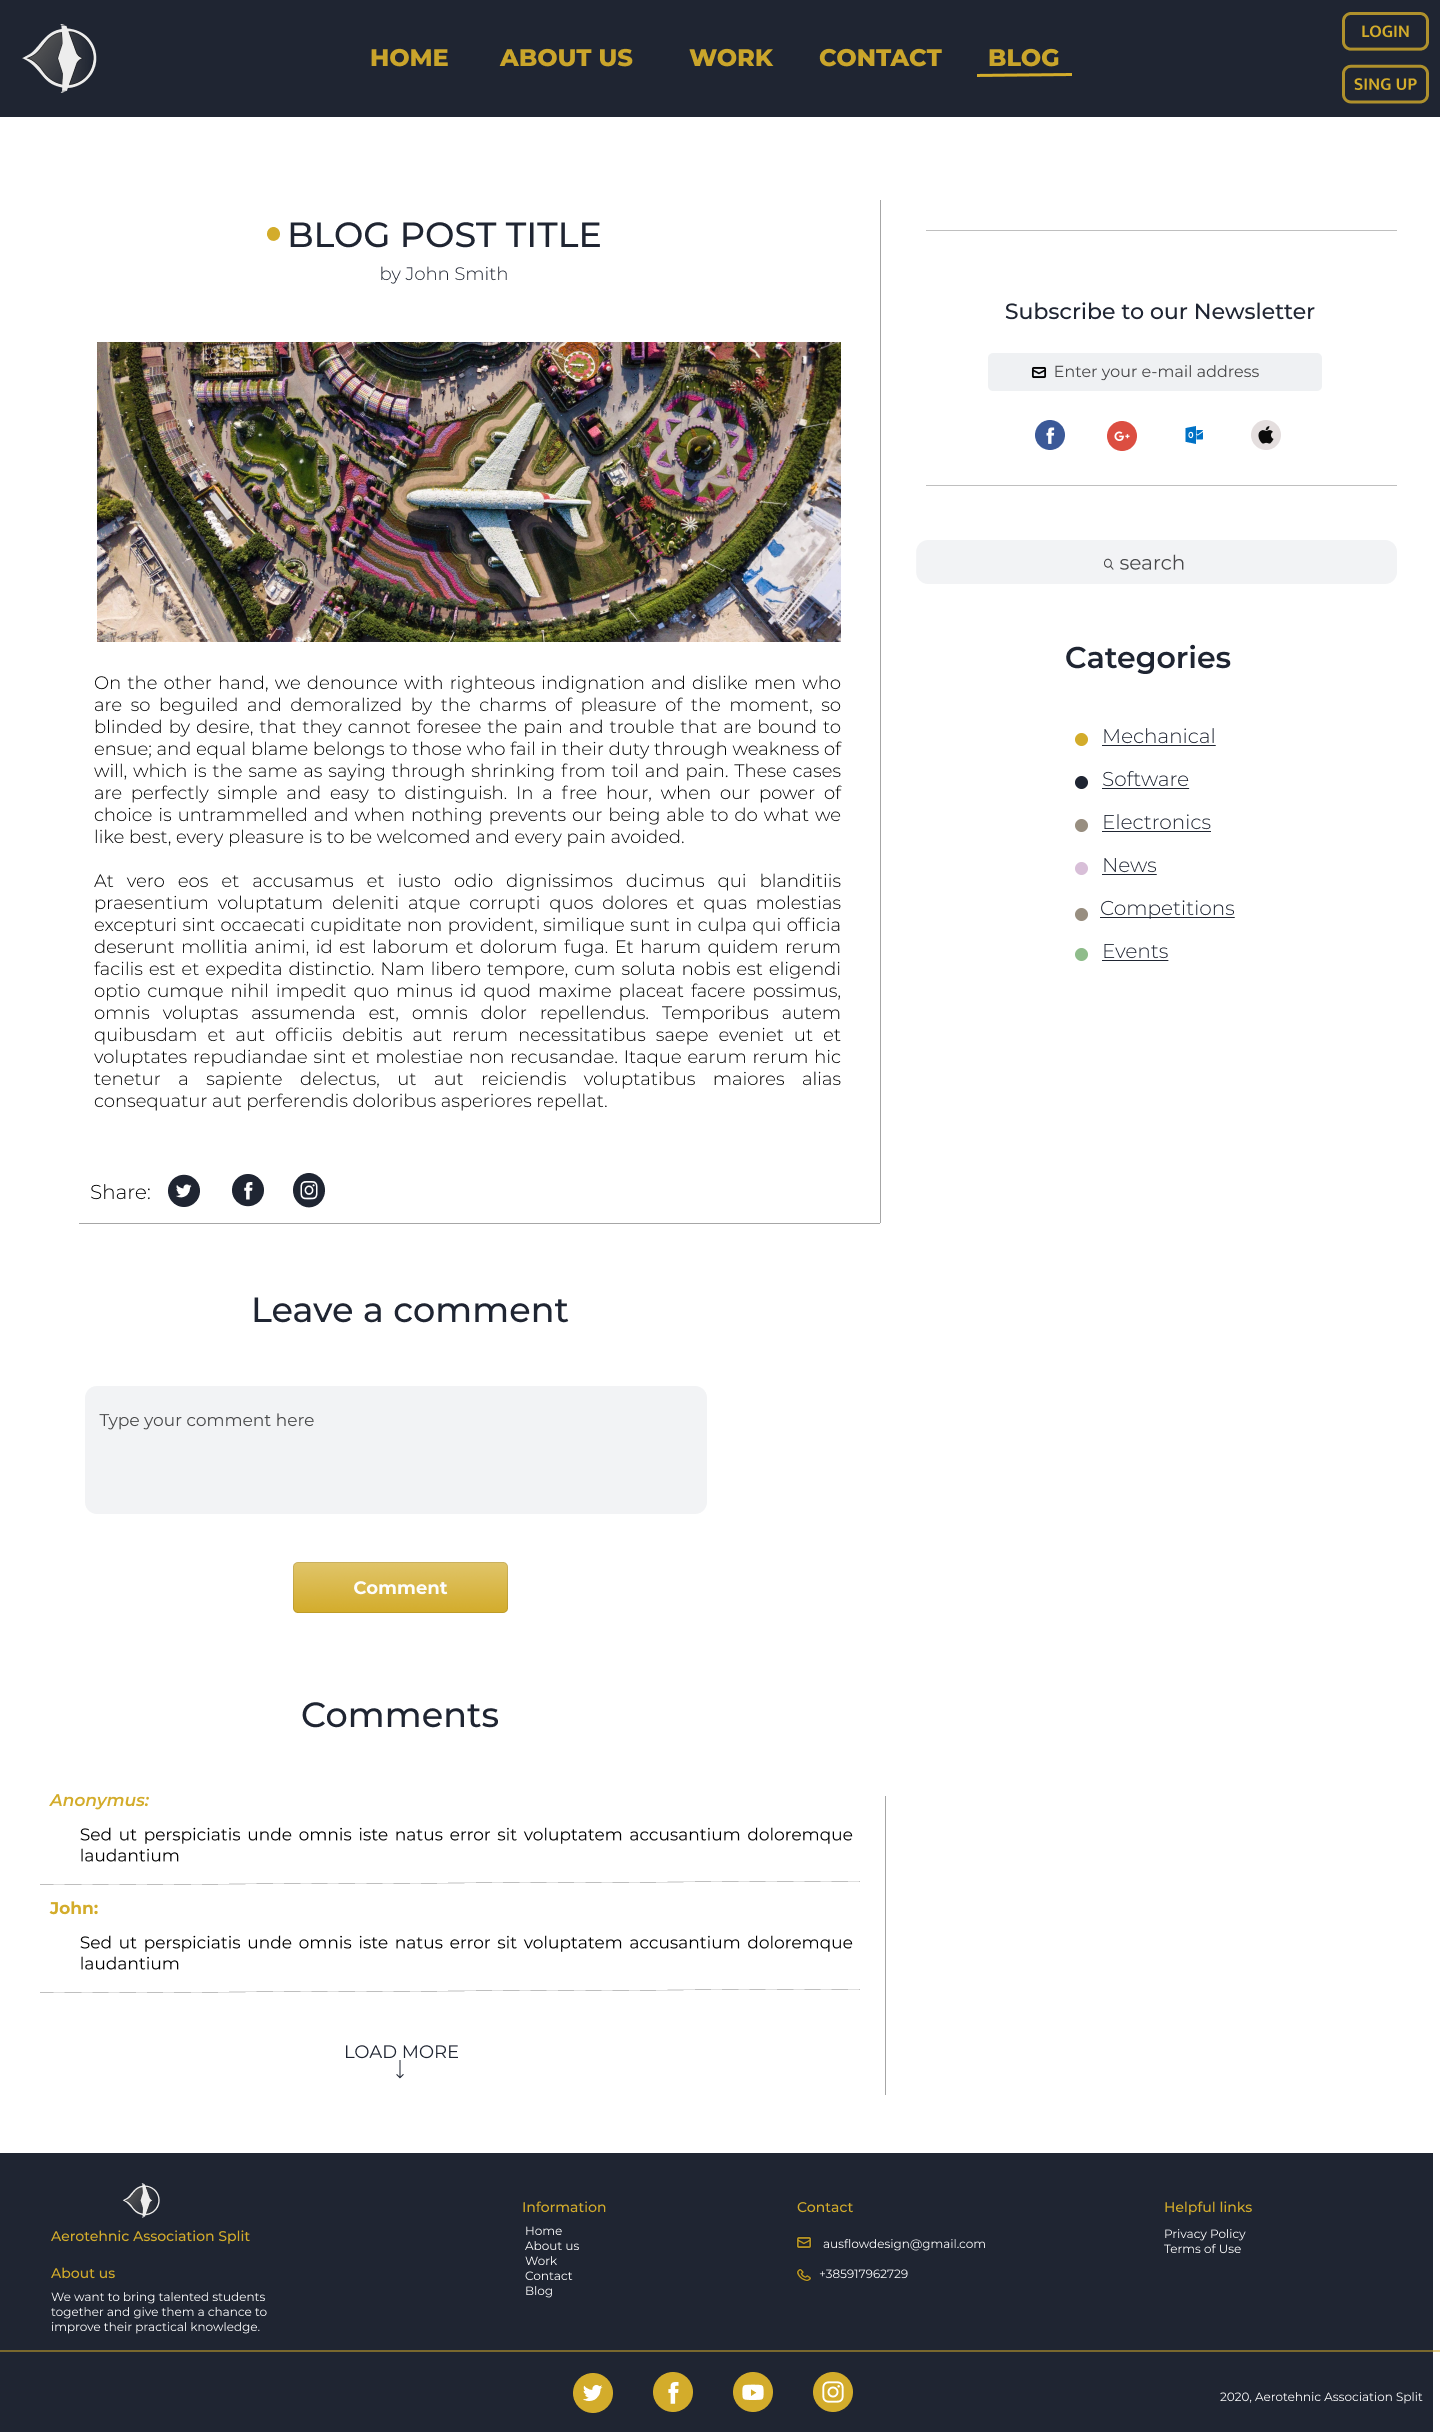 HOME ABOUT US WORK CONTACT BLOG
LOGIN
SING UP
BLOG POST TITLE
by John Smith
On the other hand, we denounce with righteous indignation and dislike men who
are so beguiled and demoralized by the charms of pleasure of the moment, so
blinded by desire, that they cannot foresee the pain and trouble that are bound to
ensue; and equal blame belongs to those who fail in their duty through weakness of
will, which is the same as saying through shrinking from toil and pain. These cases
are perfectly simple and easy to distinguish. In a free hour, when our power of
choice is untrammelled and when nothing prevents our being able to do what we
like best, every pleasure is to be welcomed and every pain avoided.
At vero eos et accusamus et iusto odio dignissimos ducimus qui blanditiis
praesentium voluptatum deleniti atque corrupti quos dolores et quas molestias
excepturi sint occaecati cupiditate non provident, similique sunt in culpa qui officia
deserunt mollitia animi, id est laborum et dolorum fuga. Et harum quidem rerum
facilis est et expedita distinctio. Nam libero tempore, cum soluta nobis est eligendi
optio cumque nihil impedit quo minus id quod maxime placeat facere possimus,
omnis voluptas assumenda est, omnis dolor repellendus. Temporibus autem
quibusdam et aut officiis debitis aut rerum necessitatibus saepe eveniet ut et
voluptates repudiandae sint et molestiae non recusandae. Itaque earum rerum hic
tenetur a sapiente delectus, ut aut reiciendis voluptatibus maiores alias
consequatur aut perferendis doloribus asperiores repellat.
Share:
Subscribe to our Newsletter
Enter your e-mail address
search
Categories
Mechanical
Software
Electronics
News
Competitions
Events
Leave a comment
Type your comment here
Comment
Comments
Anonymus:
Sed ut perspiciatis unde omnis iste natus error sit voluptatem accusantium doloremque
laudantium
John:
Sed ut perspiciatis unde omnis iste natus error sit voluptatem accusantium doloremque
laudantium
LOAD MORE
Aerotehnic Association Split
About us
We want to bring talented students
together and give them a chance to
improve their practical knowledge.
Information
Home
About us
Work
Contact
Blog
Contact
ausflowdesign@gmail.com
+385917962729
Helpful links
Privacy Policy
Terms of Use
2020, Aerotehnic Association Split